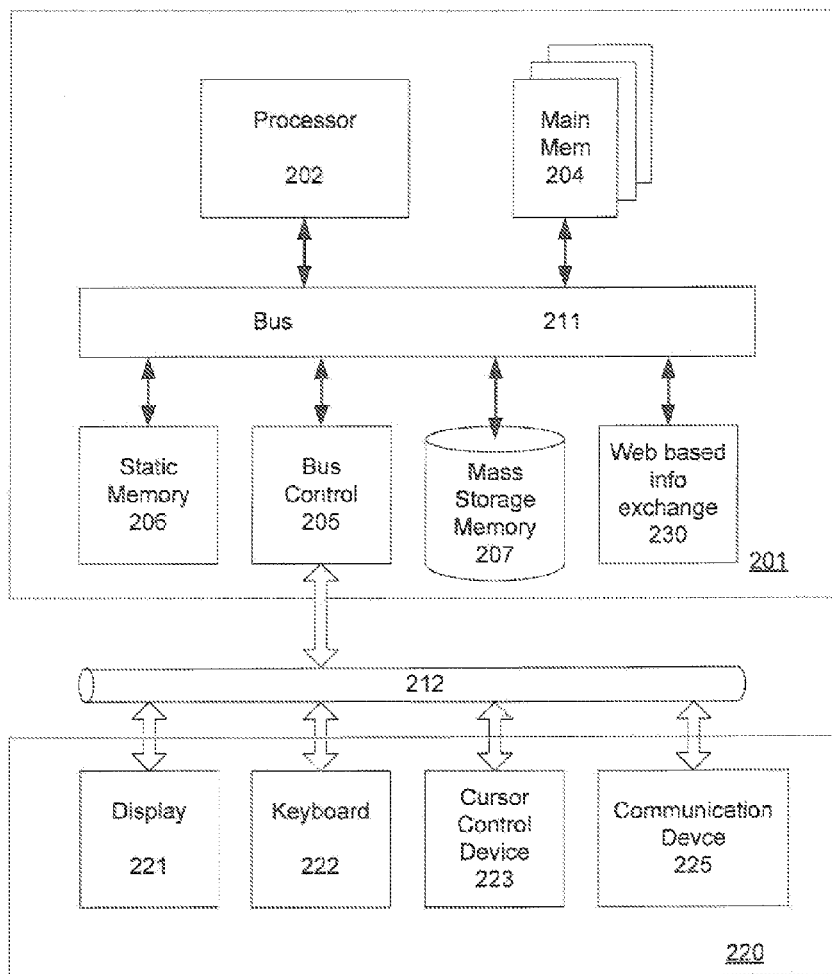 Processor
202
Main
Mem
204
Bus 211
Static
Memory
206
Bus
Control
205
Mass
Storage
Memory
207
Web based
info
exchange
230
201
212
Display
221
Keyboard
222
Cursor
Control
Device
223
Communication
Devce
225
220